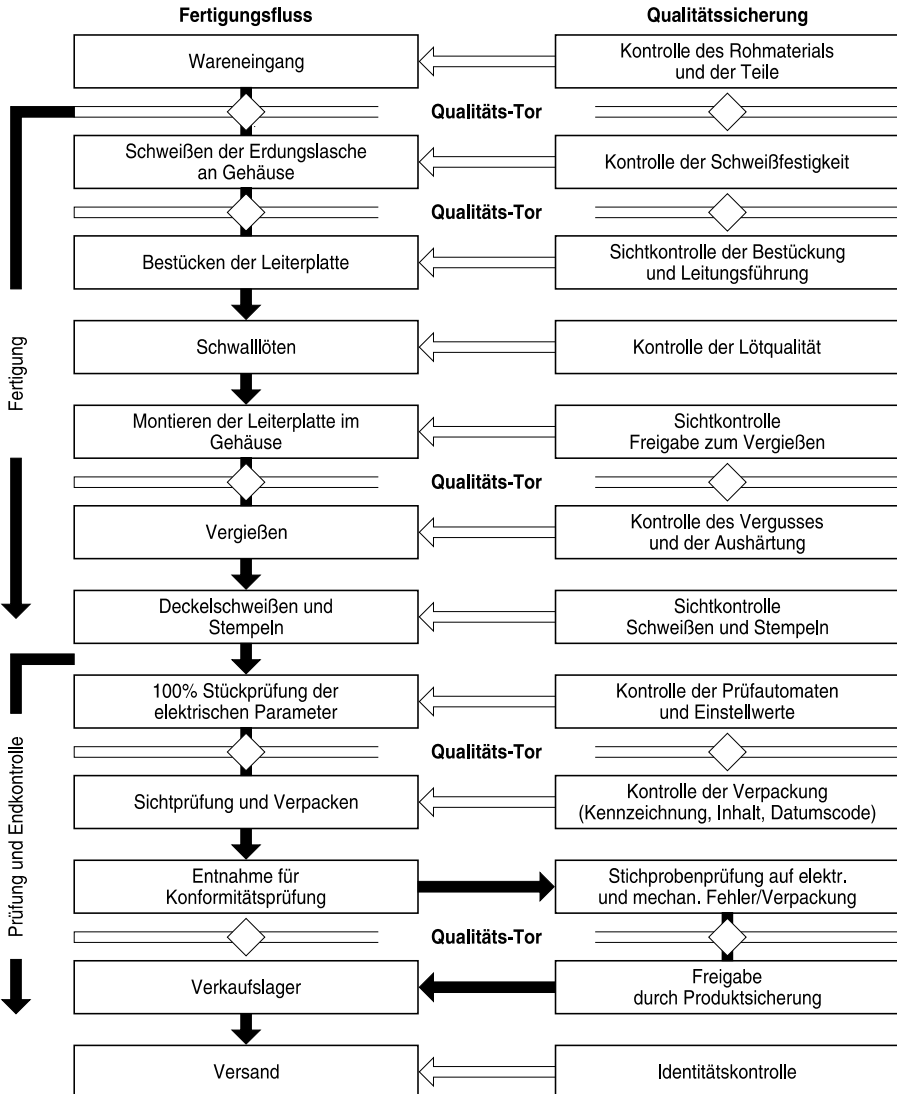 Fertigungsfluss
Qualitätssicherung
Wareneingang
Kontrolle des Rohmaterials
und der Teile
Qualitäts-Tor
Schweißen der Erdungslasche
an Gehäuse
Kontrolle der Schweißfestigkeit
Qualitäts-Tor
Bestücken der Leiterplatte
Sichtkontrolle der Bestückung
und Leitungsführung
Schwalllöten
Kontrolle der Lötqualität
Fertigung
Montieren der Leiterplatte im
Gehäuse
Sichtkontrolle
Freigabe zum Vergießen
Qualitäts-Tor
Vergießen
Kontrolle des Vergusses
und der Aushärtung
Deckelschweißen und
Stempeln
Sichtkontrolle
Schweißen und Stempeln
100% Stückprüfung der
elektrischen Parameter
Kontrolle der Prüfautomaten
und Einstellwerte
Qualitäts-Tor
Sichtprüfung und Verpacken
Kontrolle der Verpackung
(Kennzeichnung, Inhalt, Datumscode)
Prüfung und Endkontrolle
Entnahme für
Konformitätsprüfung
Stichprobenprüfung auf elektr.
und mechan. Fehler/Verpackung
Qualitäts-Tor
Verkaufslager
Freigabe
durch Produktsicherung
Versand
Identitätskontrolle